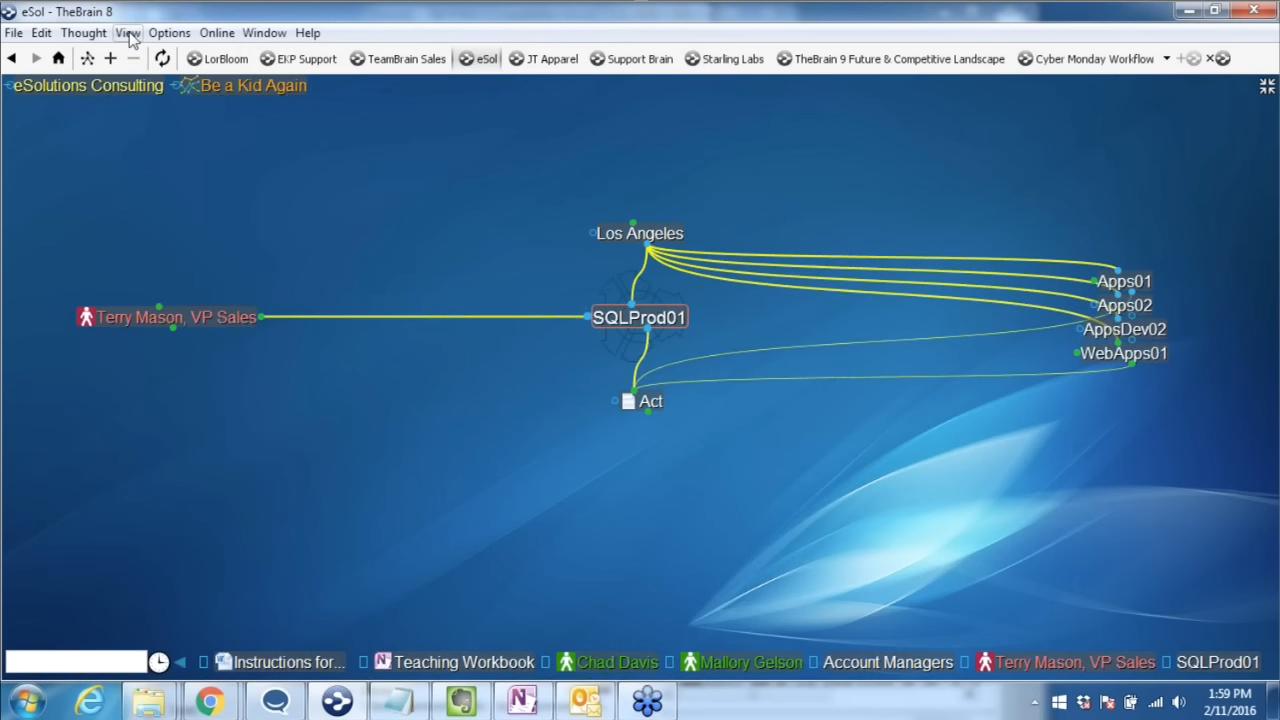 eSol - TheBrain 8
File Edit Thought View Options Online Window Help
LorBloom EKP Support TeamBrain Sales eSol JT Apparel Support Brain Starling Labs TheBrain 9 Future & Competitive Landscape Cyber Monday Workflow
eSolutions Consulting Be a Kid Again
Los Angeles
Apps01
Apps02
Terry Mason, VP Sales SQLProd01
AppsDev02
WebApps01
Act
Instructions for... Teaching Workbook Chad Davis Mallory Gelson Account Managers Terry Mason, VP Sales SQLProd01
1:59 PM
2/11/2016